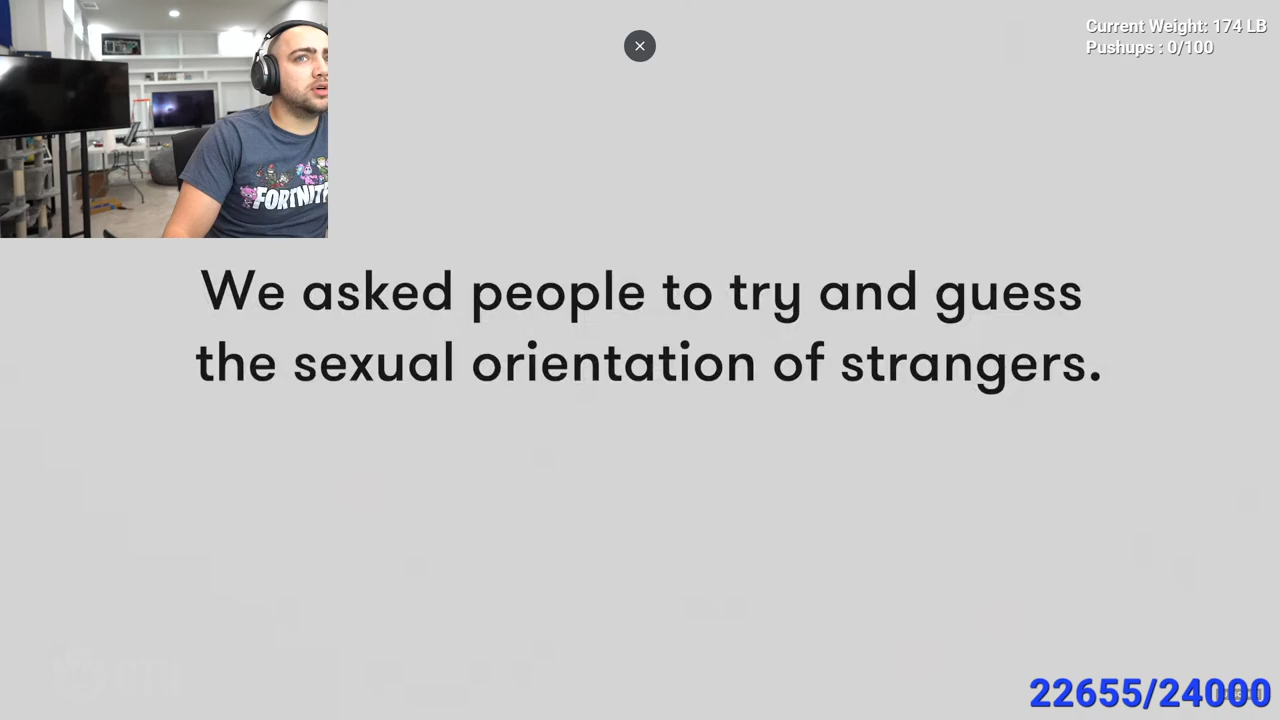 Current Weight: 174 LB
Pushups : 0/100
FORTNIT
We asked people to try and guess
the sexual orientation of strangers.
22655/24000